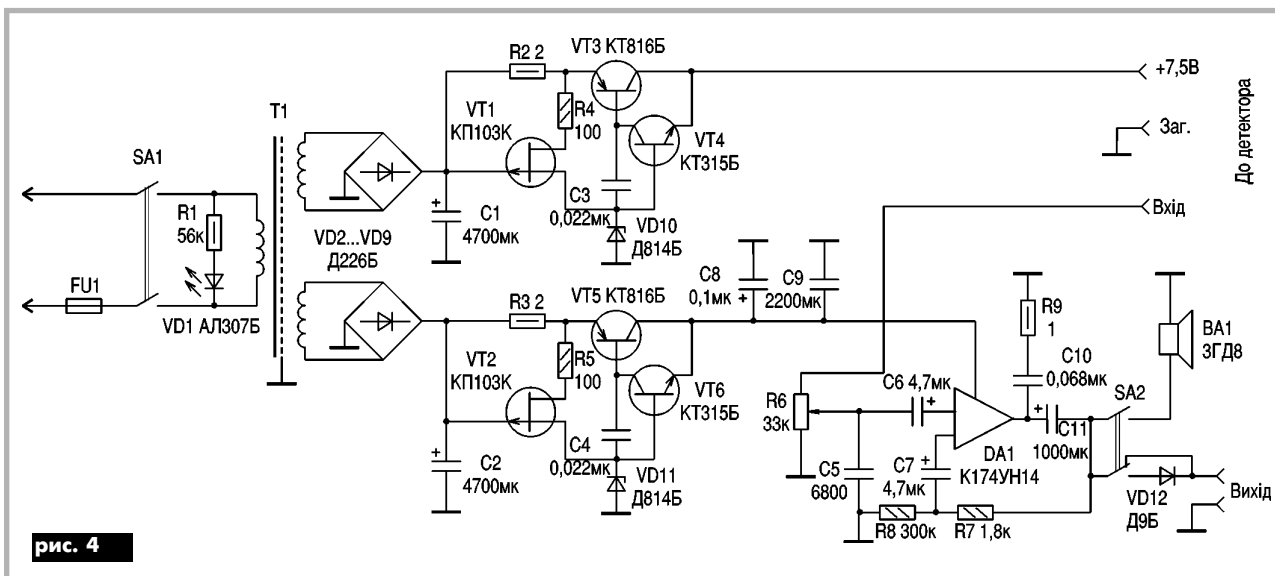 R2 2
VT3 КТ816Б
+7,5В
T1
VT1
КП103К
R4
100
VT4
КТ315Б
Заг.
До детектора
SA1
R1
56к
C3
0,022мк
C1
4700мк
VD10
Д814Б
Вхід
VD2...VD9
Д226Б
FU1
VD1 АЛ307Б
R3 2
VT5 КТ816Б
C8
0,1мк
C9
2200мк
R9
1
BA1
3ГД8
VT2
КП103К
R5
100
VT6
КТ315Б
C10
0,068мк
C6 4,7мк
R6
33к
SA2
C4
0,022мк
C11
1000мк
DA1
К174УН14
C2
4700мк
VD11
Д814Б
C5
6800
C7
4,7мк
VD12
Д9Б
Вихід
R8 300к
R7 1,8к
рис. 4